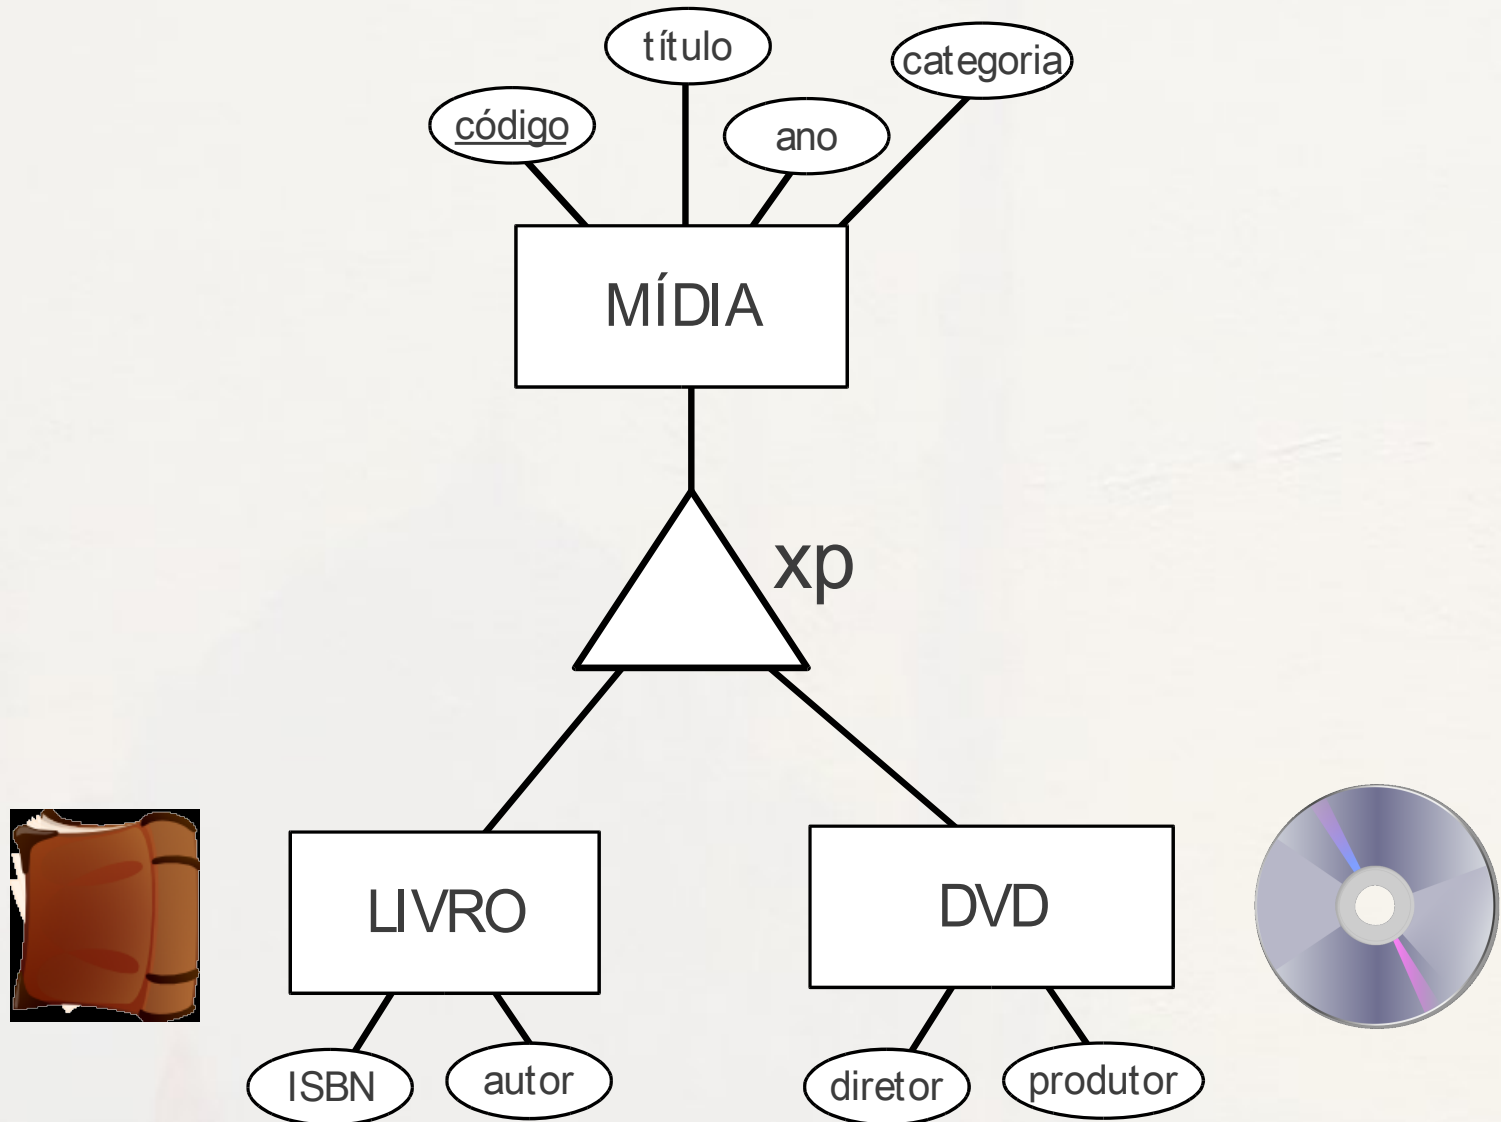 título
categoria
código
ano
MÍDIA
xp
LIVRO
DVD
ISBN
autor
diretor
produtor